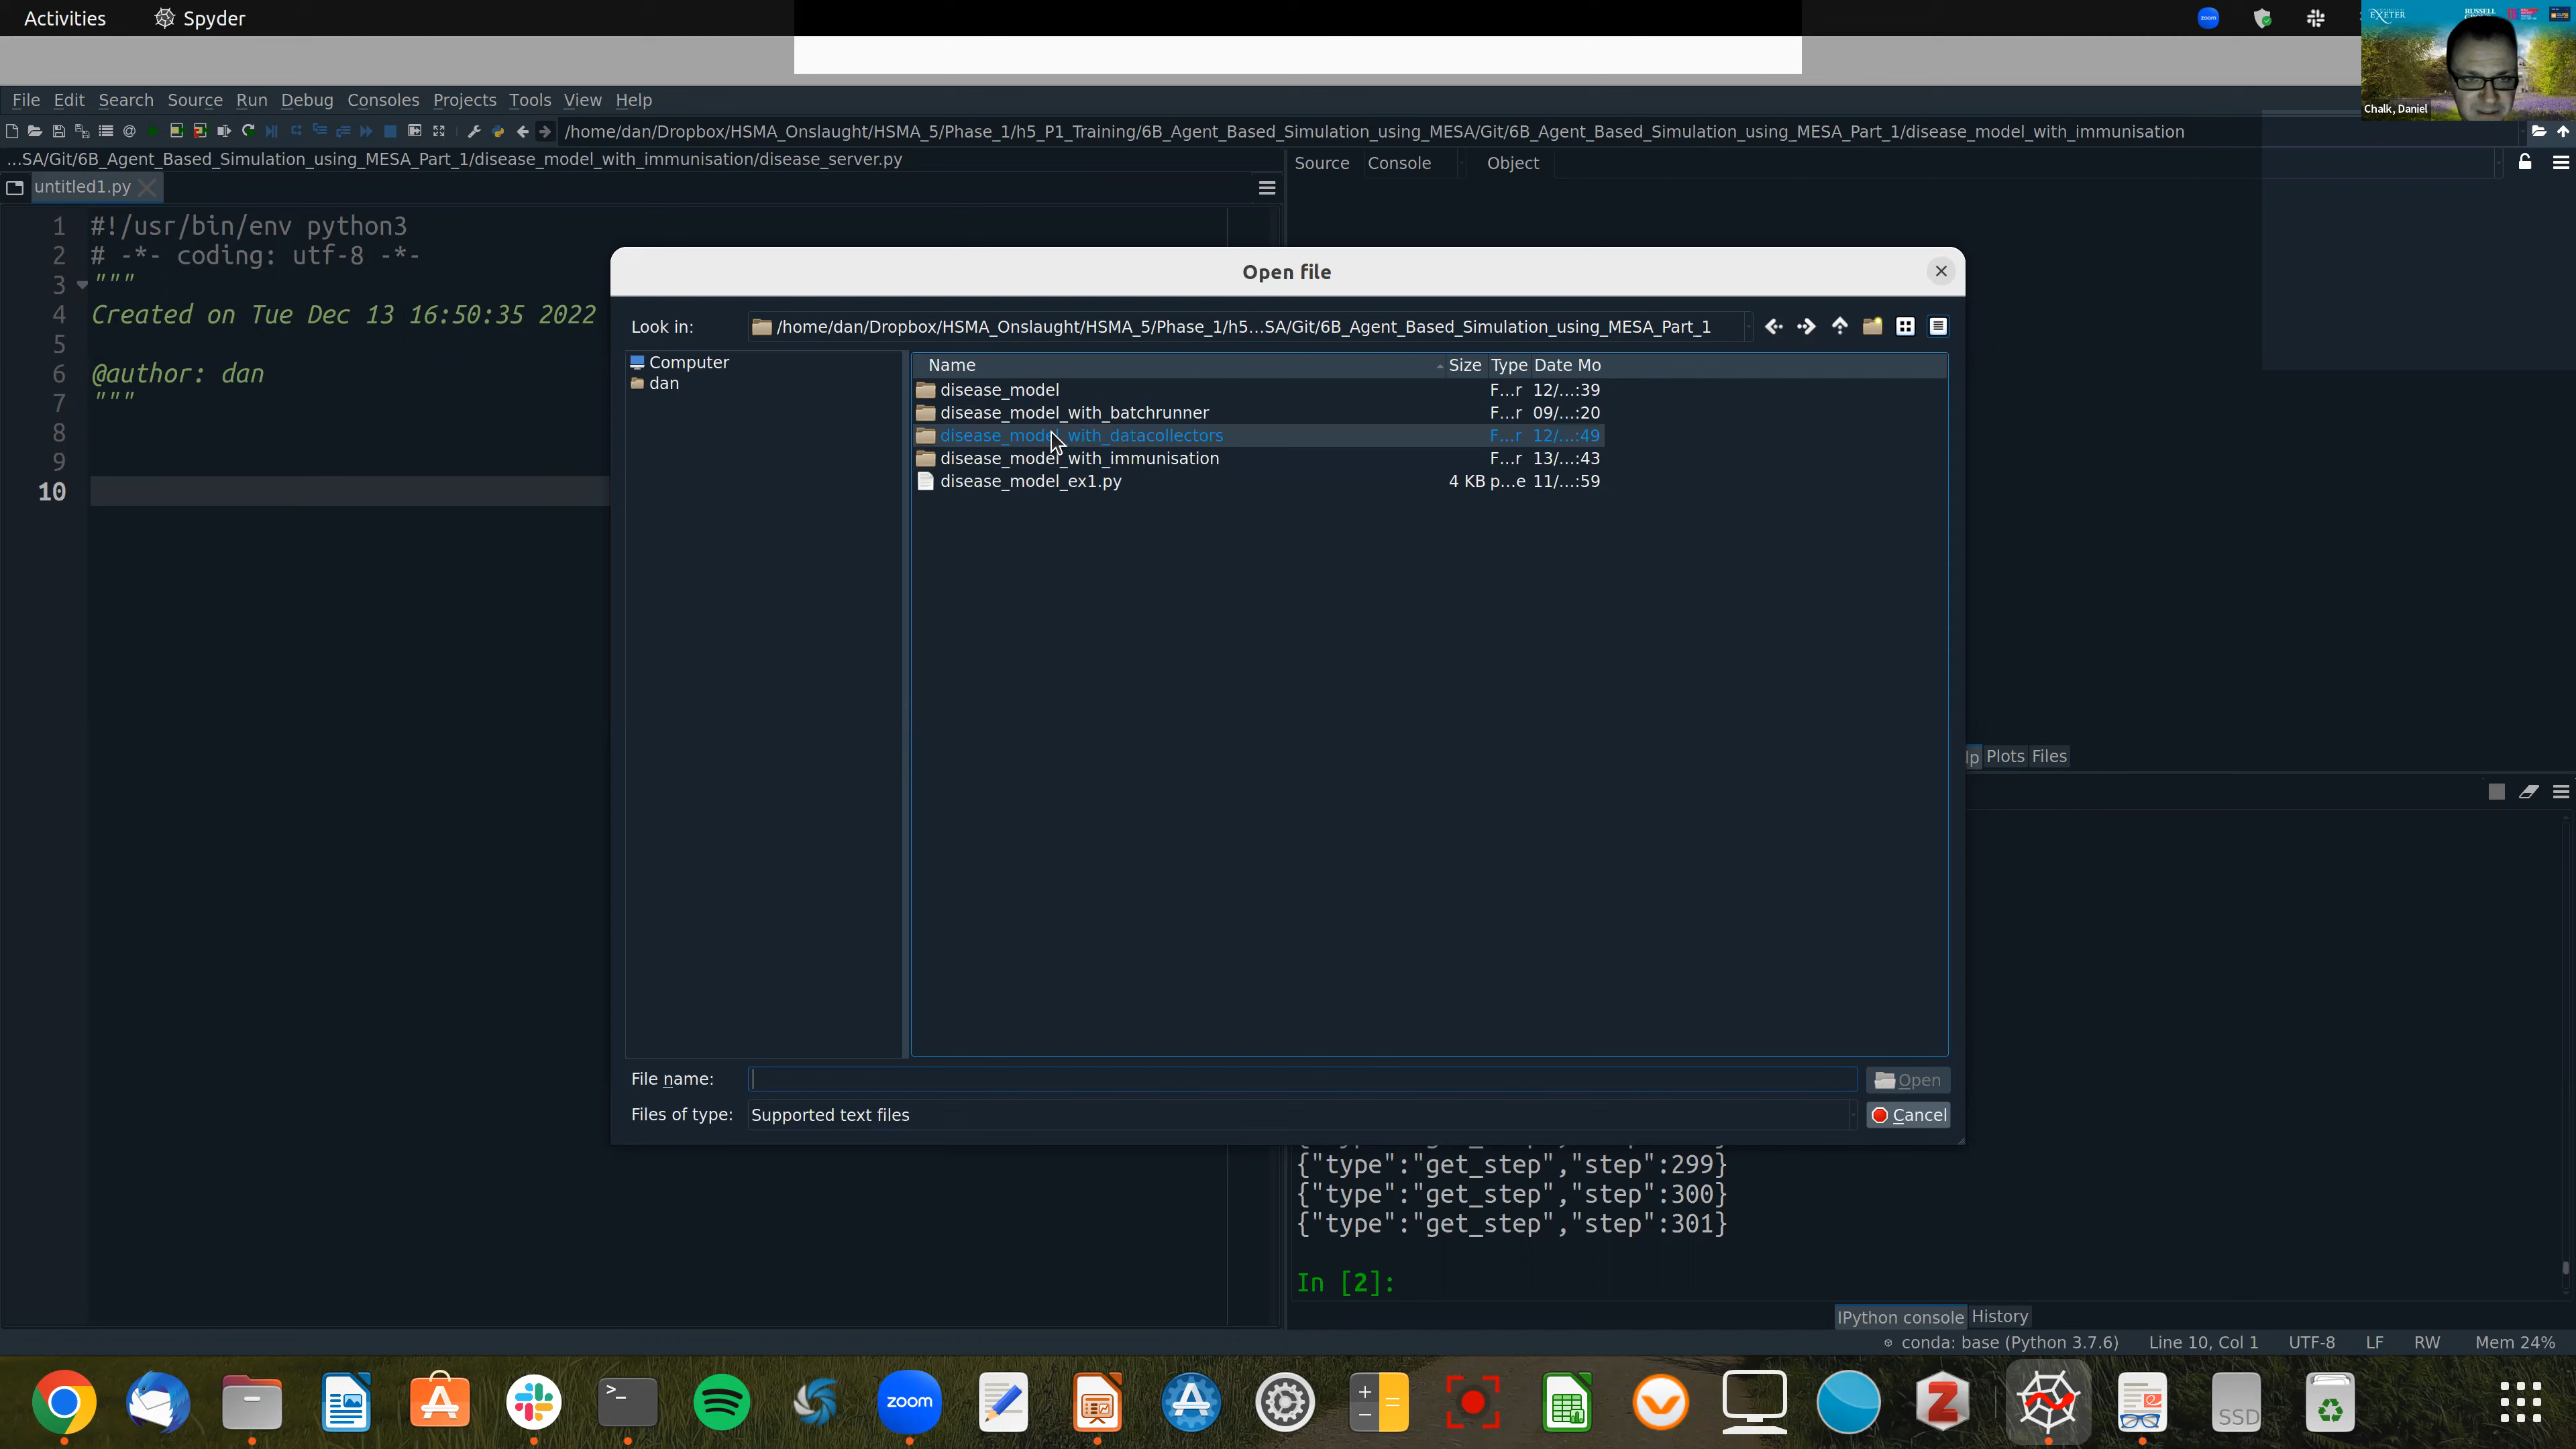 Activities Spyder
zoom
EXETER
RUSSELL
Chalk, Daniel
File Edit Search Source Run Debug Consoles Projects Tools View Help
/home/dan/Dropbox/HSMA_Onslaught/HSMA_5/Phase_1/h5_P1_Training/6B_Agent_Based_Simulation_using_MESA/Git/6B_Agent_Based_Simulation_using_MESA_Part_1/disease_model_with_immunisation
...SA/Git/6B_Agent_Based_Simulation_using_MESA_Part_1/disease_model_with_immunisation/disease_server.py
Source Console Object
untitled1.py
1 #!/usr/bin/env python3
2 # -*- coding: utf-8 -*-
3 """
4 Created on Tue Dec 13 16:50:35 2022
5
6 @author: dan
7 """
8
9
10
Open file
Look in: /home/dan/Dropbox/HSMA_Onslaught/HSMA_5/Phase_1/h5...SA/Git/6B_Agent_Based_Simulation_using_MESA_Part_1
Computer
dan
Name Size Type Date Mo
disease_model F...r 12/...:39
disease_model_with_batchrunner F...r 09/...:20
disease_model_with_datacollectors F...r 12/...:49
disease_model_with_immunisation F...r 13/...:43
disease_model_ex1.py 4 KB p...e 11/...:59
File name: Open
Files of type: Supported text files Cancel
lp Plots Files
{"type":"get_step","step":299}
{"type":"get_step","step":300}
{"type":"get_step","step":301}
In [2]:
IPython console History
conda: base (Python 3.7.6) Line 10, Col 1 UTF-8 LF RW Mem 24%
zoom
SSD